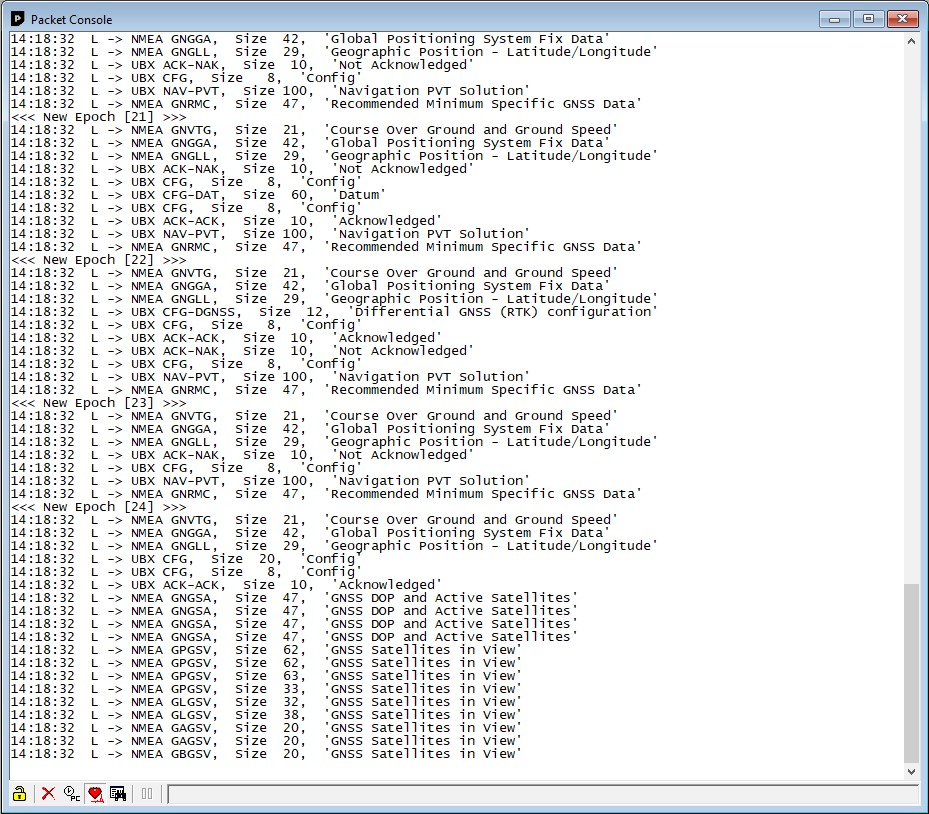 Packet Console
14:18:32  L -> NMEA GNGGA,  Size  42,  'Global Positioning System Fix Data'
14:18:32  L -> NMEA GNGLL,  Size  29,  'Geographic Position - Latitude/Longitude'
14:18:32  L -> UBX ACK-NAK,  Size  10,  'Not Acknowledged'
14:18:32  L -> UBX CFG,  Size   8,  'Config'
14:18:32  L -> UBX NAV-PVT,  Size 100,  'Navigation PVT Solution'
14:18:32  L -> NMEA GNRMC,  Size  47,  'Recommended Minimum Specific GNSS Data'
<<< New Epoch [21] >>>
14:18:32  L -> NMEA GNVTG,  Size  21,  'Course Over Ground and Ground Speed'
14:18:32  L -> NMEA GNGGA,  Size  42,  'Global Positioning System Fix Data'
14:18:32  L -> NMEA GNGLL,  Size  29,  'Geographic Position - Latitude/Longitude'
14:18:32  L -> UBX ACK-NAK,  Size  10,  'Not Acknowledged'
14:18:32  L -> UBX CFG,  Size   8,  'Config'
14:18:32  L -> UBX CFG-DAT,  Size  60,  'Datum'
14:18:32  L -> UBX CFG,  Size   8,  'Config'
14:18:32  L -> UBX ACK-ACK,  Size  10,  'Acknowledged'
14:18:32  L -> UBX NAV-PVT,  Size 100,  'Navigation PVT Solution'
14:18:32  L -> NMEA GNRMC,  Size  47,  'Recommended Minimum Specific GNSS Data'
<<< New Epoch [22] >>>
14:18:32  L -> NMEA GNVTG,  Size  21,  'Course Over Ground and Ground Speed'
14:18:32  L -> NMEA GNGGA,  Size  42,  'Global Positioning System Fix Data'
14:18:32  L -> NMEA GNGLL,  Size  29,  'Geographic Position - Latitude/Longitude'
14:18:32  L -> UBX CFG-DGNSS,  Size  12,  'Differential GNSS (RTK) configuration'
14:18:32  L -> UBX CFG,  Size   8,  'Config'
14:18:32  L -> UBX ACK-ACK,  Size  10,  'Acknowledged'
14:18:32  L -> UBX ACK-NAK,  Size  10,  'Not Acknowledged'
14:18:32  L -> UBX CFG,  Size   8,  'Config'
14:18:32  L -> UBX NAV-PVT,  Size 100,  'Navigation PVT Solution'
14:18:32  L -> NMEA GNRMC,  Size  47,  'Recommended Minimum Specific GNSS Data'
<<< New Epoch [23] >>>
14:18:32  L -> NMEA GNVTG,  Size  21,  'Course Over Ground and Ground Speed'
14:18:32  L -> NMEA GNGGA,  Size  42,  'Global Positioning System Fix Data'
14:18:32  L -> NMEA GNGLL,  Size  29,  'Geographic Position - Latitude/Longitude'
14:18:32  L -> UBX ACK-NAK,  Size  10,  'Not Acknowledged'
14:18:32  L -> UBX CFG,  Size   8,  'Config'
14:18:32  L -> UBX NAV-PVT,  Size 100,  'Navigation PVT Solution'
14:18:32  L -> NMEA GNRMC,  Size  47,  'Recommended Minimum Specific GNSS Data'
<<< New Epoch [24] >>>
14:18:32  L -> NMEA GNVTG,  Size  21,  'Course Over Ground and Ground Speed'
14:18:32  L -> NMEA GNGGA,  Size  42,  'Global Positioning System Fix Data'
14:18:32  L -> NMEA GNGLL,  Size  29,  'Geographic Position - Latitude/Longitude'
14:18:32  L -> UBX CFG,  Size  20,  'Config'
14:18:32  L -> UBX CFG,  Size   8,  'Config'
14:18:32  L -> UBX ACK-ACK,  Size  10,  'Acknowledged'
14:18:32  L -> NMEA GNGSA,  Size  47,  'GNSS DOP and Active Satellites'
14:18:32  L -> NMEA GNGSA,  Size  47,  'GNSS DOP and Active Satellites'
14:18:32  L -> NMEA GNGSA,  Size  47,  'GNSS DOP and Active Satellites'
14:18:32  L -> NMEA GNGSA,  Size  47,  'GNSS DOP and Active Satellites'
14:18:32  L -> NMEA GPGSV,  Size  62,  'GNSS Satellites in View'
14:18:32  L -> NMEA GPGSV,  Size  62,  'GNSS Satellites in View'
14:18:32  L -> NMEA GPGSV,  Size  63,  'GNSS Satellites in View'
14:18:32  L -> NMEA GPGSV,  Size  33,  'GNSS Satellites in View'
14:18:32  L -> NMEA GLGSV,  Size  32,  'GNSS Satellites in View'
14:18:32  L -> NMEA GLGSV,  Size  38,  'GNSS Satellites in View'
14:18:32  L -> NMEA GAGSV,  Size  20,  'GNSS Satellites in View'
14:18:32  L -> NMEA GAGSV,  Size  20,  'GNSS Satellites in View'
14:18:32  L -> NMEA GBGSV,  Size  20,  'GNSS Satellites in View'
PC